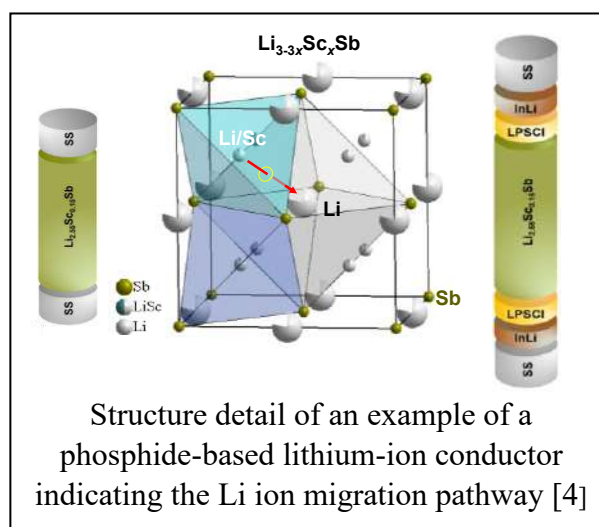 Li3-3xScxSb
SS
Li2.55Sc0.15Sb
SS
Li/Sc
Li
Sb
Sb
LiSc
Li
SS
InLi
LPSCl
Li2.55Sc0.15Sb
LPSCl
InLi
SS
Structure detail of an example of a
phosphide-based lithium-ion conductor
indicating the Li ion migration pathway [4]